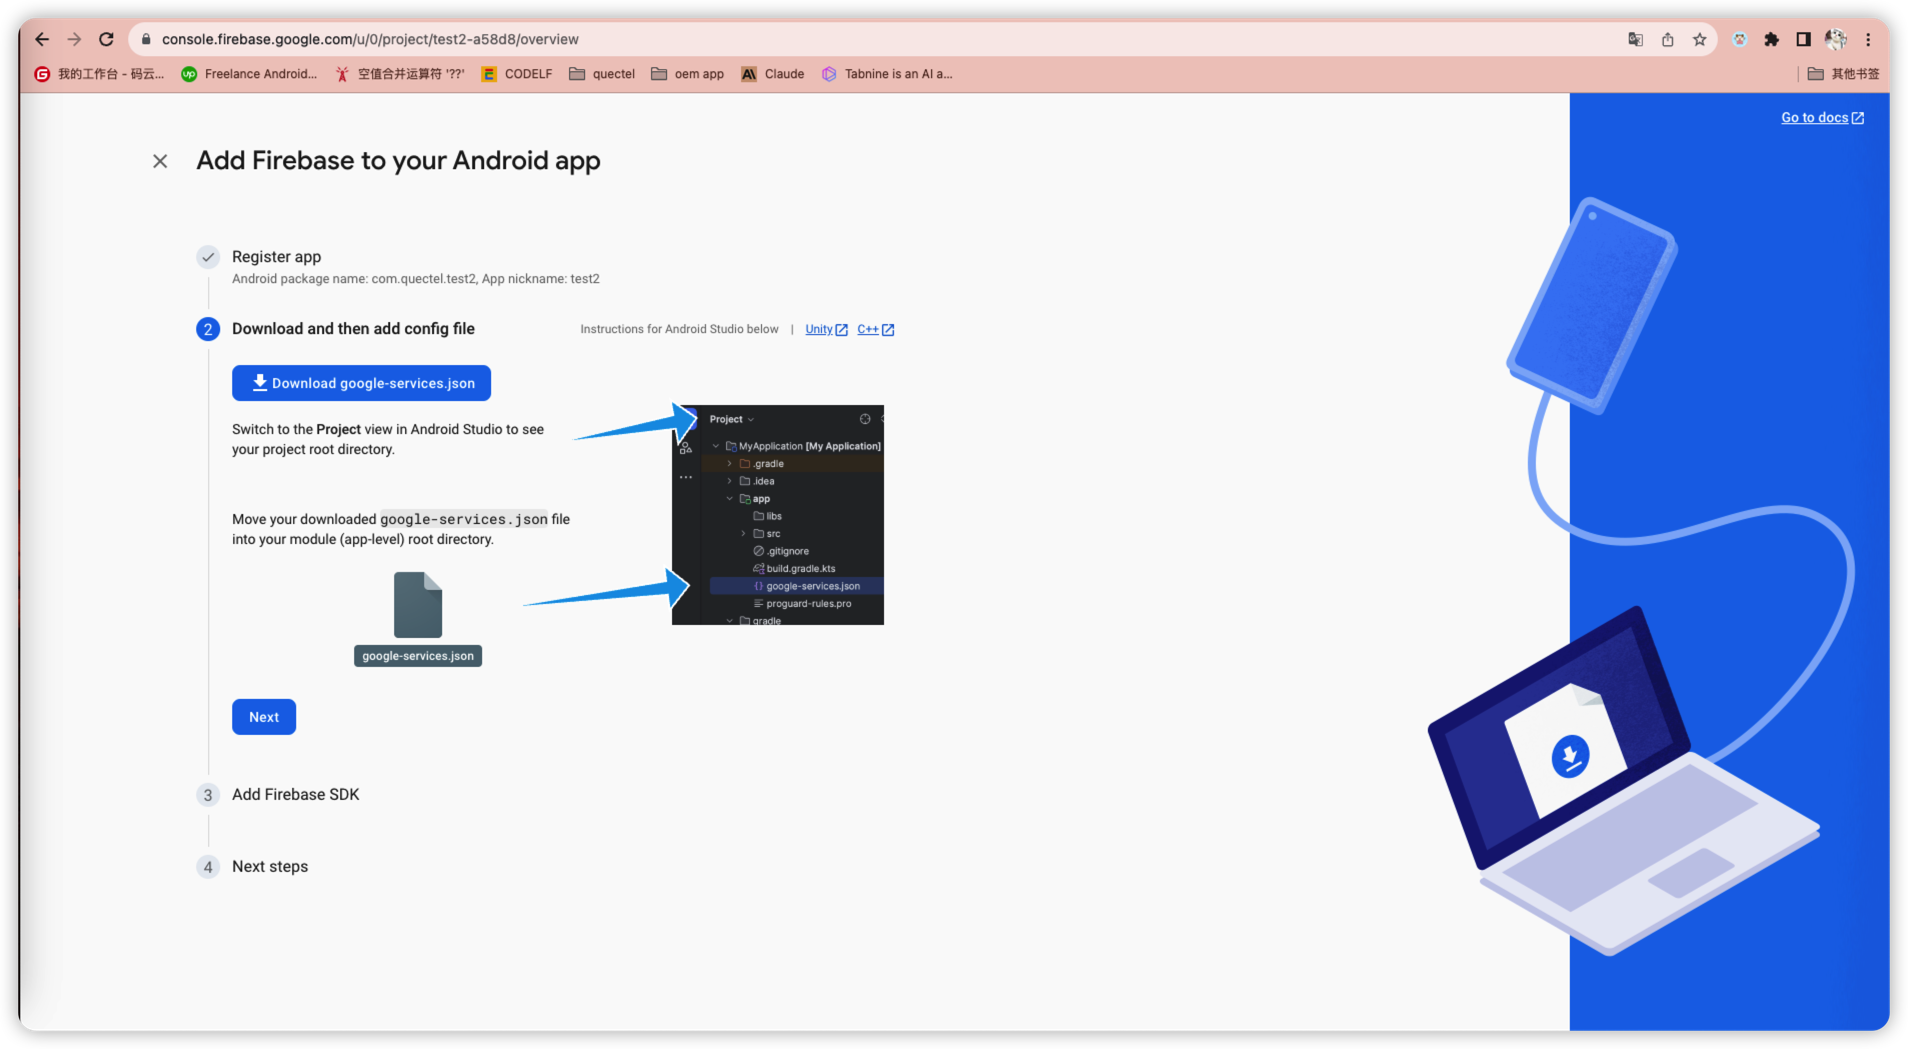 console.firebase.google.com/u/0/project/test2-a58d8/overview
我的工作台 - 码云...
Freelance Android...
空值合并运算符 '??'
CODELF
quectel
oem app
Claude
Tabnine is an AI a...
其他书签
Go to docs
Add Firebase to your Android app
Register app
Android package name: com.quectel.test2, App nickname: test2
2 Download and then add config file
Instructions for Android Studio below | Unity C++
Download google-services.json
Switch to the Project view in Android Studio to see
your project root directory.
Move your downloaded google-services.json file
into your module (app-level) root directory.
google-services.json
Project
MyApplication [My Application]
.gradle
.idea
app
libs
src
.gitignore
build.gradle.kts
google-services.json
proguard-rules.pro
gradle
Next
3 Add Firebase SDK
4 Next steps